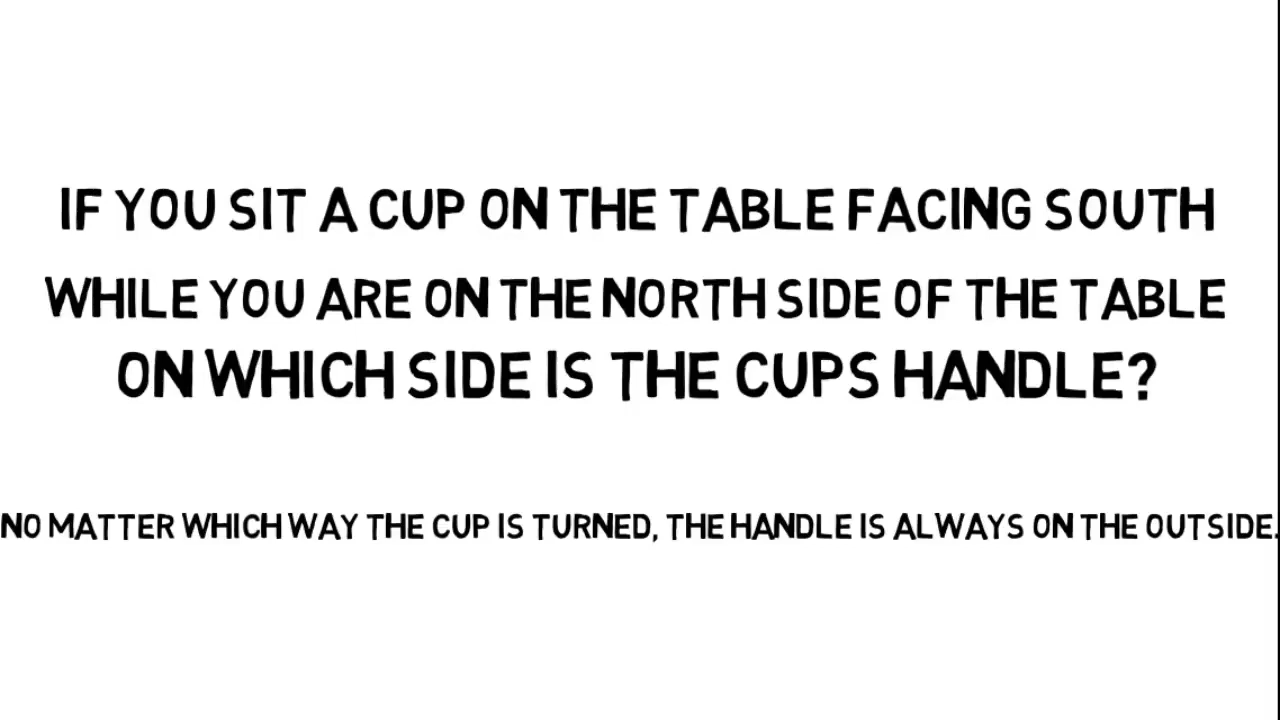 IF YOU SIT A CUP ON THE TABLE FACING SOUTH
WHILE YOU ARE ON THE NORTH SIDE OF THE TABLE
ON WHICH SIDE IS THE CUPS HANDLE?
NO MATTER WHICH WAY THE CUP IS TURNED, THE HANDLE IS ALWAYS ON THE OUTSIDE.